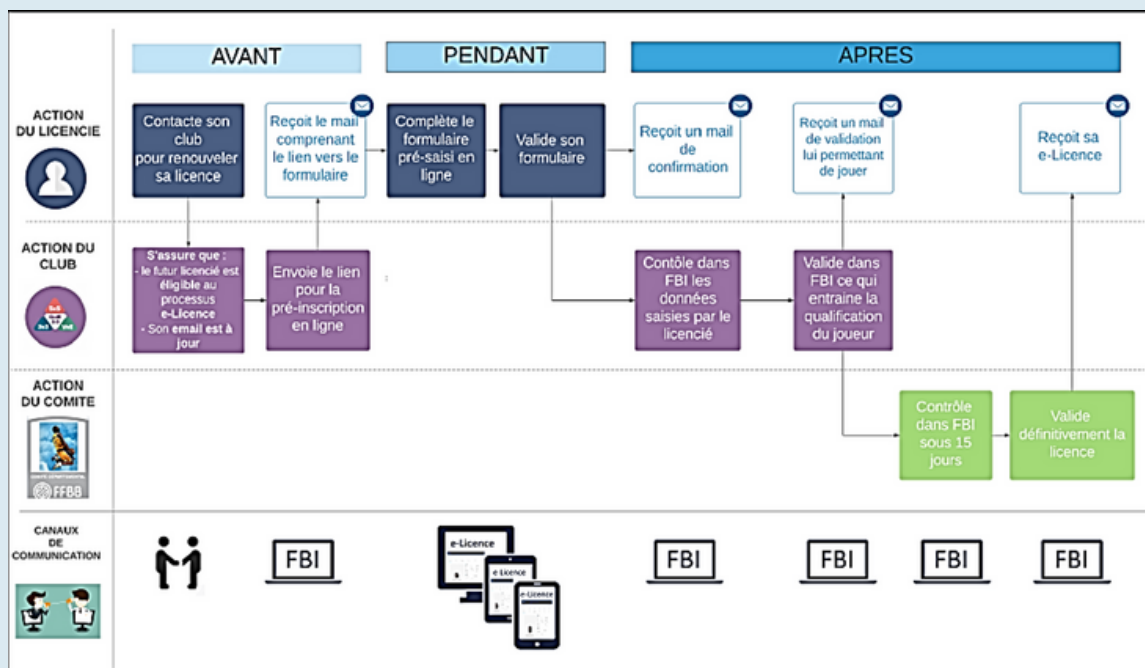 AVANT
PENDANT
APRES
ACTION
DU LICENCIE
Contacte son
club
pour renouveler
sa licence
Reçoit le mail
comprenant
le lien vers le
formulaire
Complète le
formulaire
pré-saisi en
ligne
Valide son
formulaire
Reçoit un mail
de
confirmation
Reçoit un mail
de validation
lui permettant
de jouer
Reçoit sa
e-Licence
ACTION DU
CLUB
S'assure que :
- le futur licencié est
éligible au
processus
e-Licence
- Son email est à
jour
Envoie le lien
pour la
pré-inscription
en ligne
Contôle dans
FBI les
données
saisies par le
licencié
Valide dans
FBI ce qui
entraine la
qualification
du joueur
ACTION
DU COMITE
FFBB
Contrôle
dans FBI
sous 15
jours
Valide
définitivement la
licence
CANAUX
DE
COMMUNICATION
FBI
e-Licence
e-Licence
e-Licence
FBI
FBI
FBI
FBI